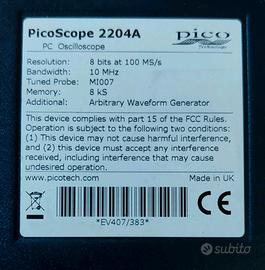 PicoScope 2204A
PC Oscilloscope
pico
Technology
Resolution: 8 bits at 100 MS/s
Bandwidth: 10 MHz
Tuned Probe: MI007
Memory: 8 kS
Additional: Arbitrary Waveform Generator
This device complies with part 15 of the FCC Rules.
Operation is subject to the following two conditions:
(1) This device may not cause harmful interference, and
(2) this device must accept any interference received,
including interference that may cause undesired
operation.
www.picotech.com
Made in UK
*EV407/383*
CE
subito